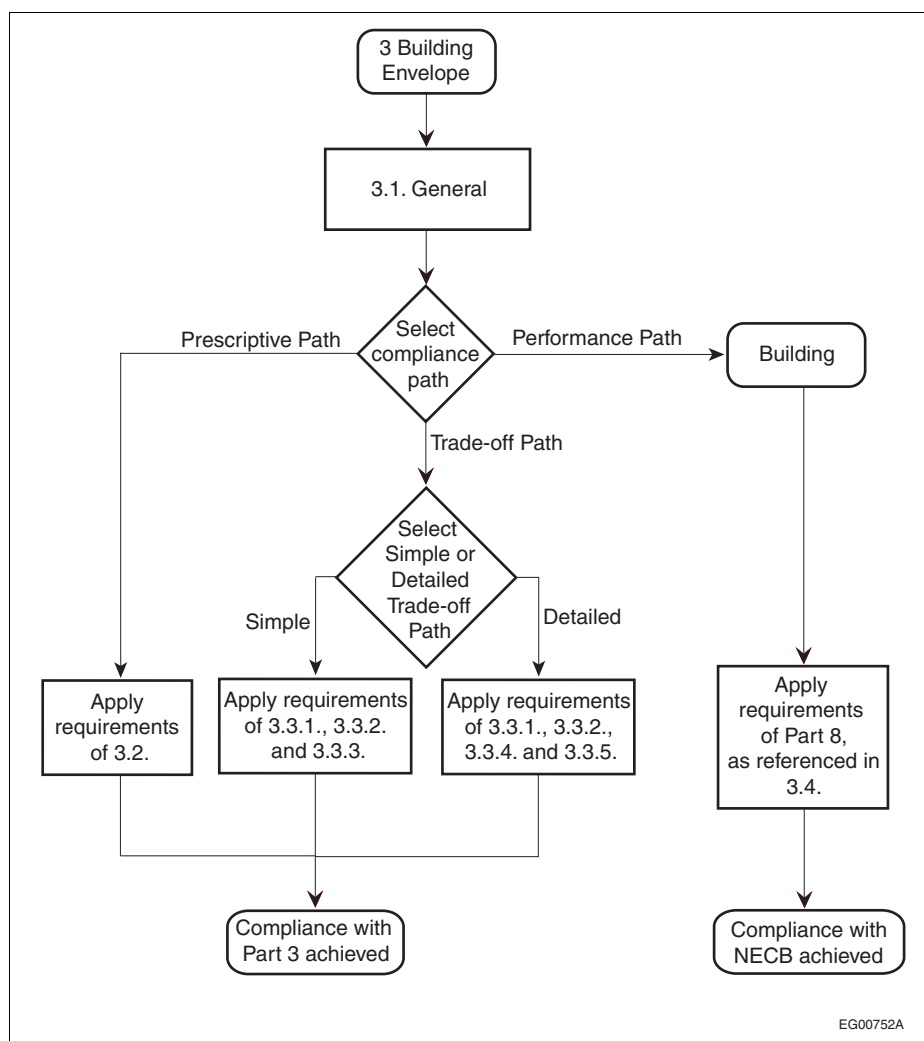 3 Building
Envelope
3.1. General
Select
compliance
path
Prescriptive Path
Performance Path
Building
Trade-off Path
Select
Simple or
Detailed
Trade-off
Path
Simple
Detailed
Apply
requirements
of 3.2.
Apply requirements
of 3.3.1., 3.3.2.
and 3.3.3.
Apply requirements
of 3.3.1., 3.3.2.,
3.3.4. and 3.3.5.
Apply
requirements
of Part 8,
as referenced in
3.4.
Compliance with
Part 3 achieved
Compliance with
NECB achieved
EG00752A